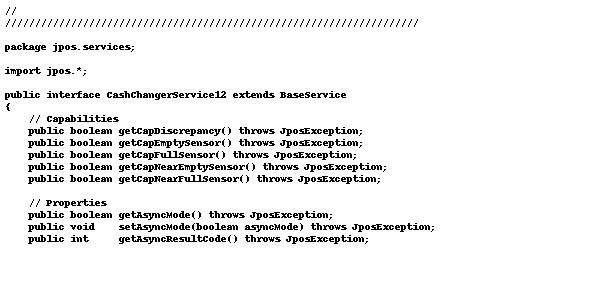 //
/////////////////////////////////////////////////////////////////////
package jpos.services;
import jpos.*;
public interface CashChangerService12 extends BaseService
{
// Capabilities
public boolean getCapDiscrepancy() throws JposException;
public boolean getCapEmptySensor() throws JposException;
public boolean getCapFullSensor() throws JposException;
public boolean getCapNearEmptySensor() throws JposException;
public boolean getCapNearFullSensor() throws JposException;
// Properties
public boolean getAsyncMode() throws JposException;
public void    setAsyncMode(boolean asyncMode) throws JposException;
public int     getAsyncResultCode() throws JposException;